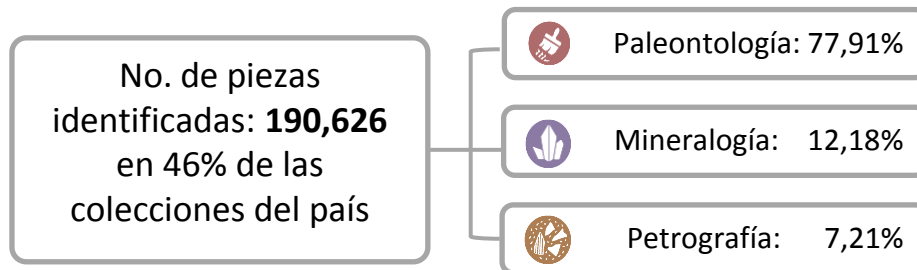 No. de piezas
identificadas: 190,626
en 46% de las
colecciones del país
Paleontología: 77,91%
Mineralogía: 12,18%
Petrografía: 7,21%